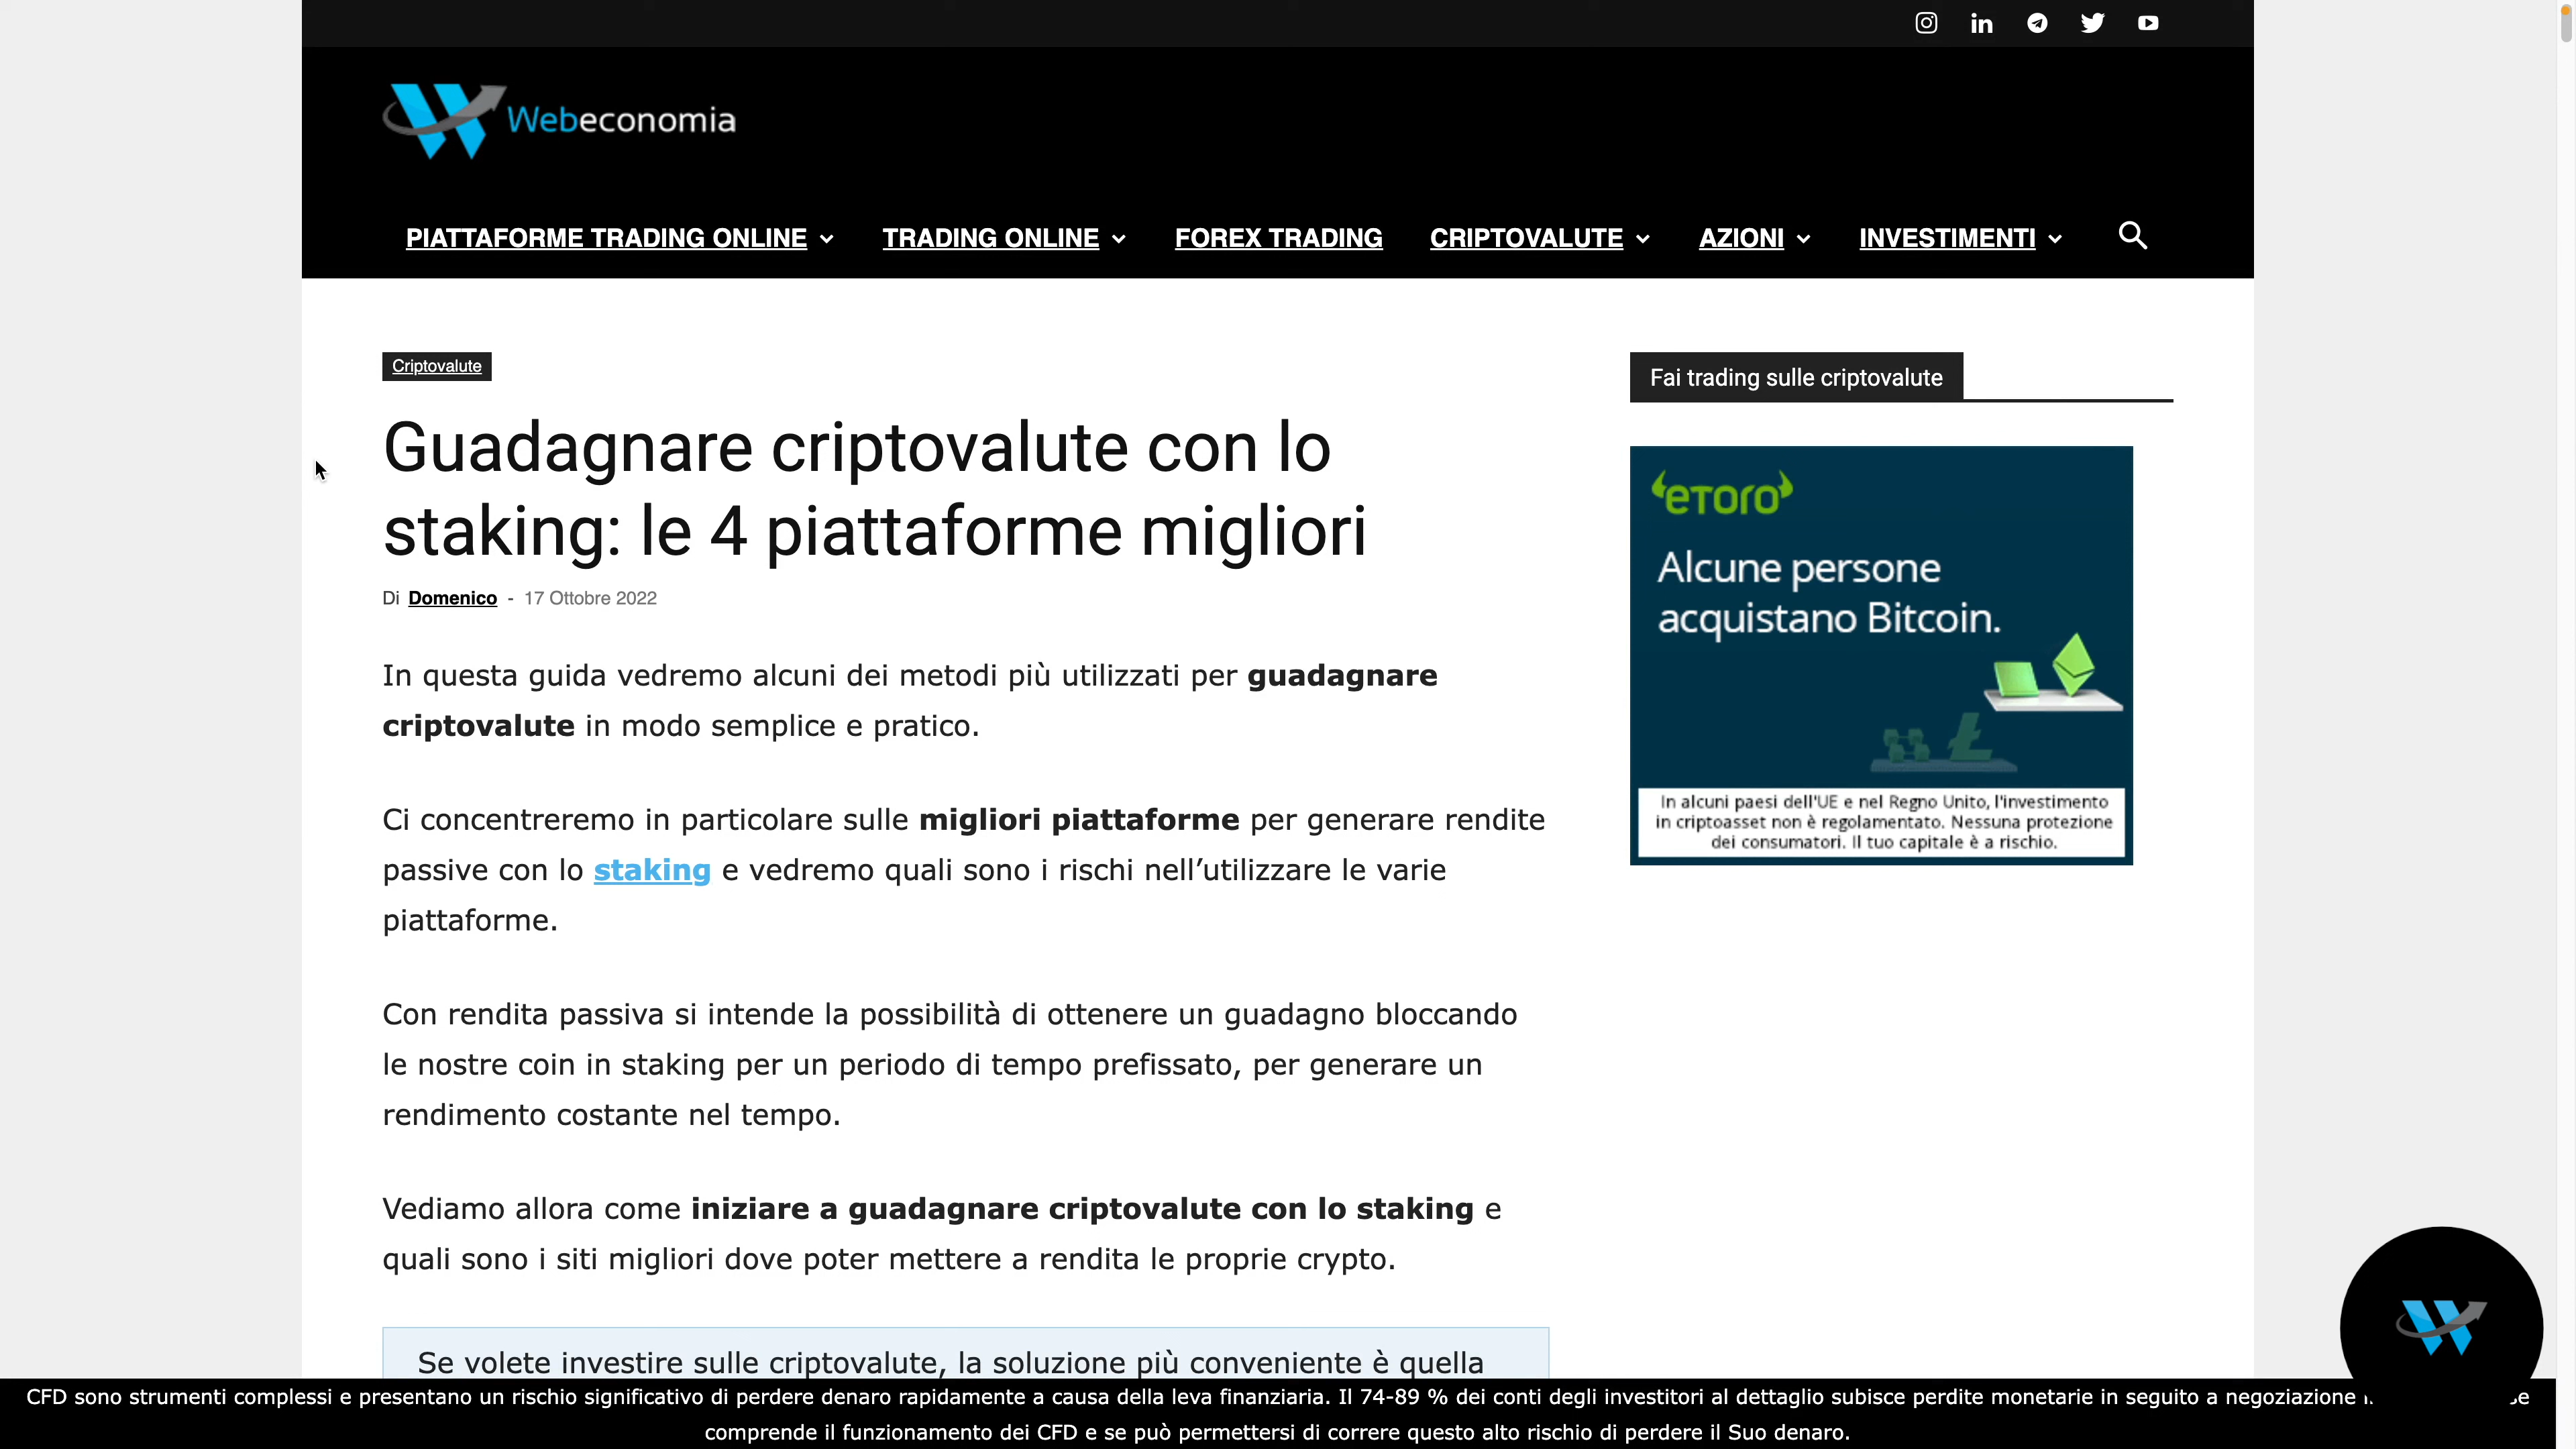 Webeconomia
PIATTAFORME TRADING ONLINE
TRADING ONLINE
FOREX TRADING
CRIPTOVALUTE
AZIONI
INVESTIMENTI
Criptovalute
Guadagnare criptovalute con lo
staking: le 4 piattaforme migliori
Di Domenico - 17 Ottobre 2022
In questa guida vedremo alcuni dei metodi più utilizzati per guadagnare
criptovalute in modo semplice e pratico.
Ci concentreremo in particolare sulle migliori piattaforme per generare rendite
passive con lo staking e vedremo quali sono i rischi nell’utilizzare le varie
piattaforme.
Con rendita passiva si intende la possibilità di ottenere un guadagno bloccando
le nostre coin in staking per un periodo di tempo prefissato, per generare un
rendimento costante nel tempo.
Vediamo allora come iniziare a guadagnare criptovalute con lo staking e
quali sono i siti migliori dove poter mettere a rendita le proprie crypto.
Se volete investire sulle criptovalute, la soluzione più conveniente è quella
Fai trading sulle criptovalute
eToro
Alcune persone
acquistano Bitcoin.
In alcuni paesi dell'UE e nel Regno Unito, l'investimento
in criptoasset non è regolamentato. Nessuna protezione
dei consumatori. Il tuo capitale è a rischio.
CFD sono strumenti complessi e presentano un rischio significativo di perdere denaro rapidamente a causa della leva finanziaria. Il 74-89 % dei conti degli investitori al dettaglio subisce perdite monetarie in seguito a negoziazione
comprende il funzionamento dei CFD e se può permettersi di correre questo alto rischio di perdere il Suo denaro.